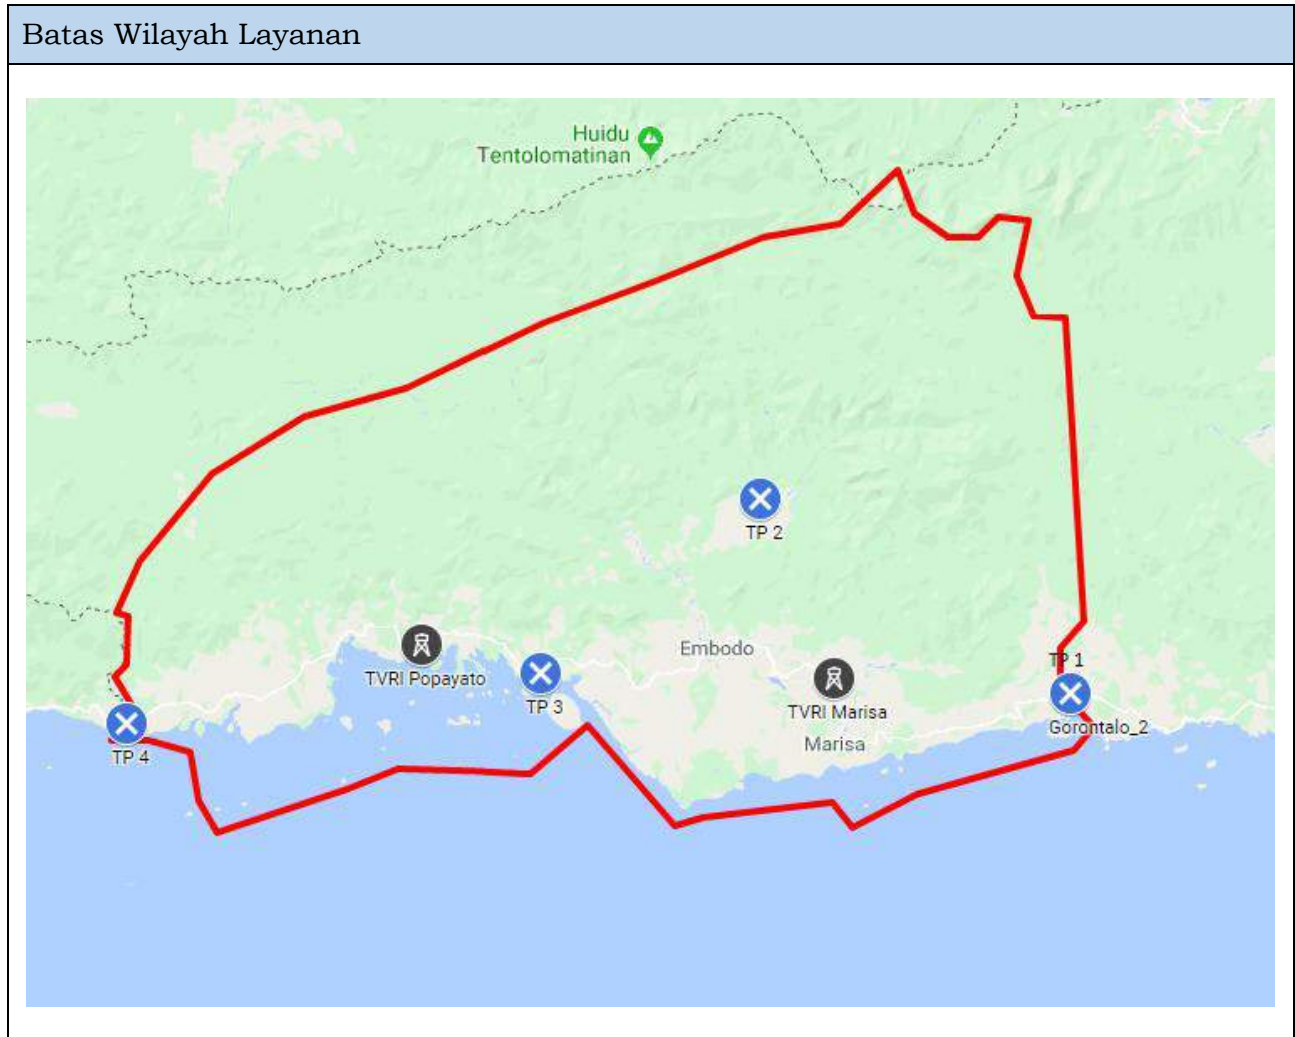 Batas Wilayah Layanan
Huidu
Tentolomatinan
TP 2
Embodo
TVRI Popayato
TP 3
TVRI Marisa
Marisa
TP 1
Gorontalo_2
TP 4